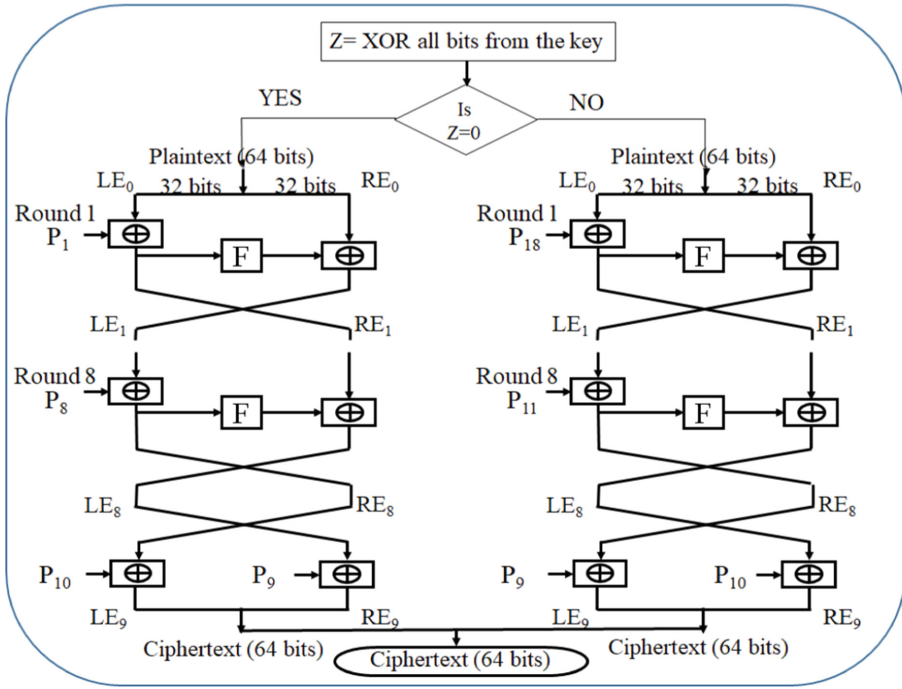 Z= XOR all bits from the key
YES
Is
Z=0
NO
Plaintext (64 bits)
LE0 32 bits 32 bits RE0
Round 1
P1
F
LE1 RE1
Round 8
P8
F
LE8 RE8
P10 P9
LE9 RE9
Ciphertext (64 bits)
Plaintext (64 bits)
LE0 32 bits 32 bits RE0
Round 1
P18
F
LE1 RE1
Round 8
P11
F
LE8 RE8
P9 P10
LE9 RE9
Ciphertext (64 bits)
Ciphertext (64 bits)